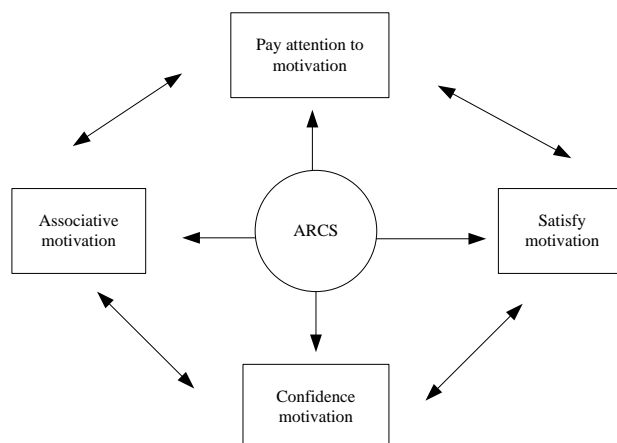 Pay attention to
motivation
Associative
motivation
ARCS
Satisfy
motivation
Confidence
motivation